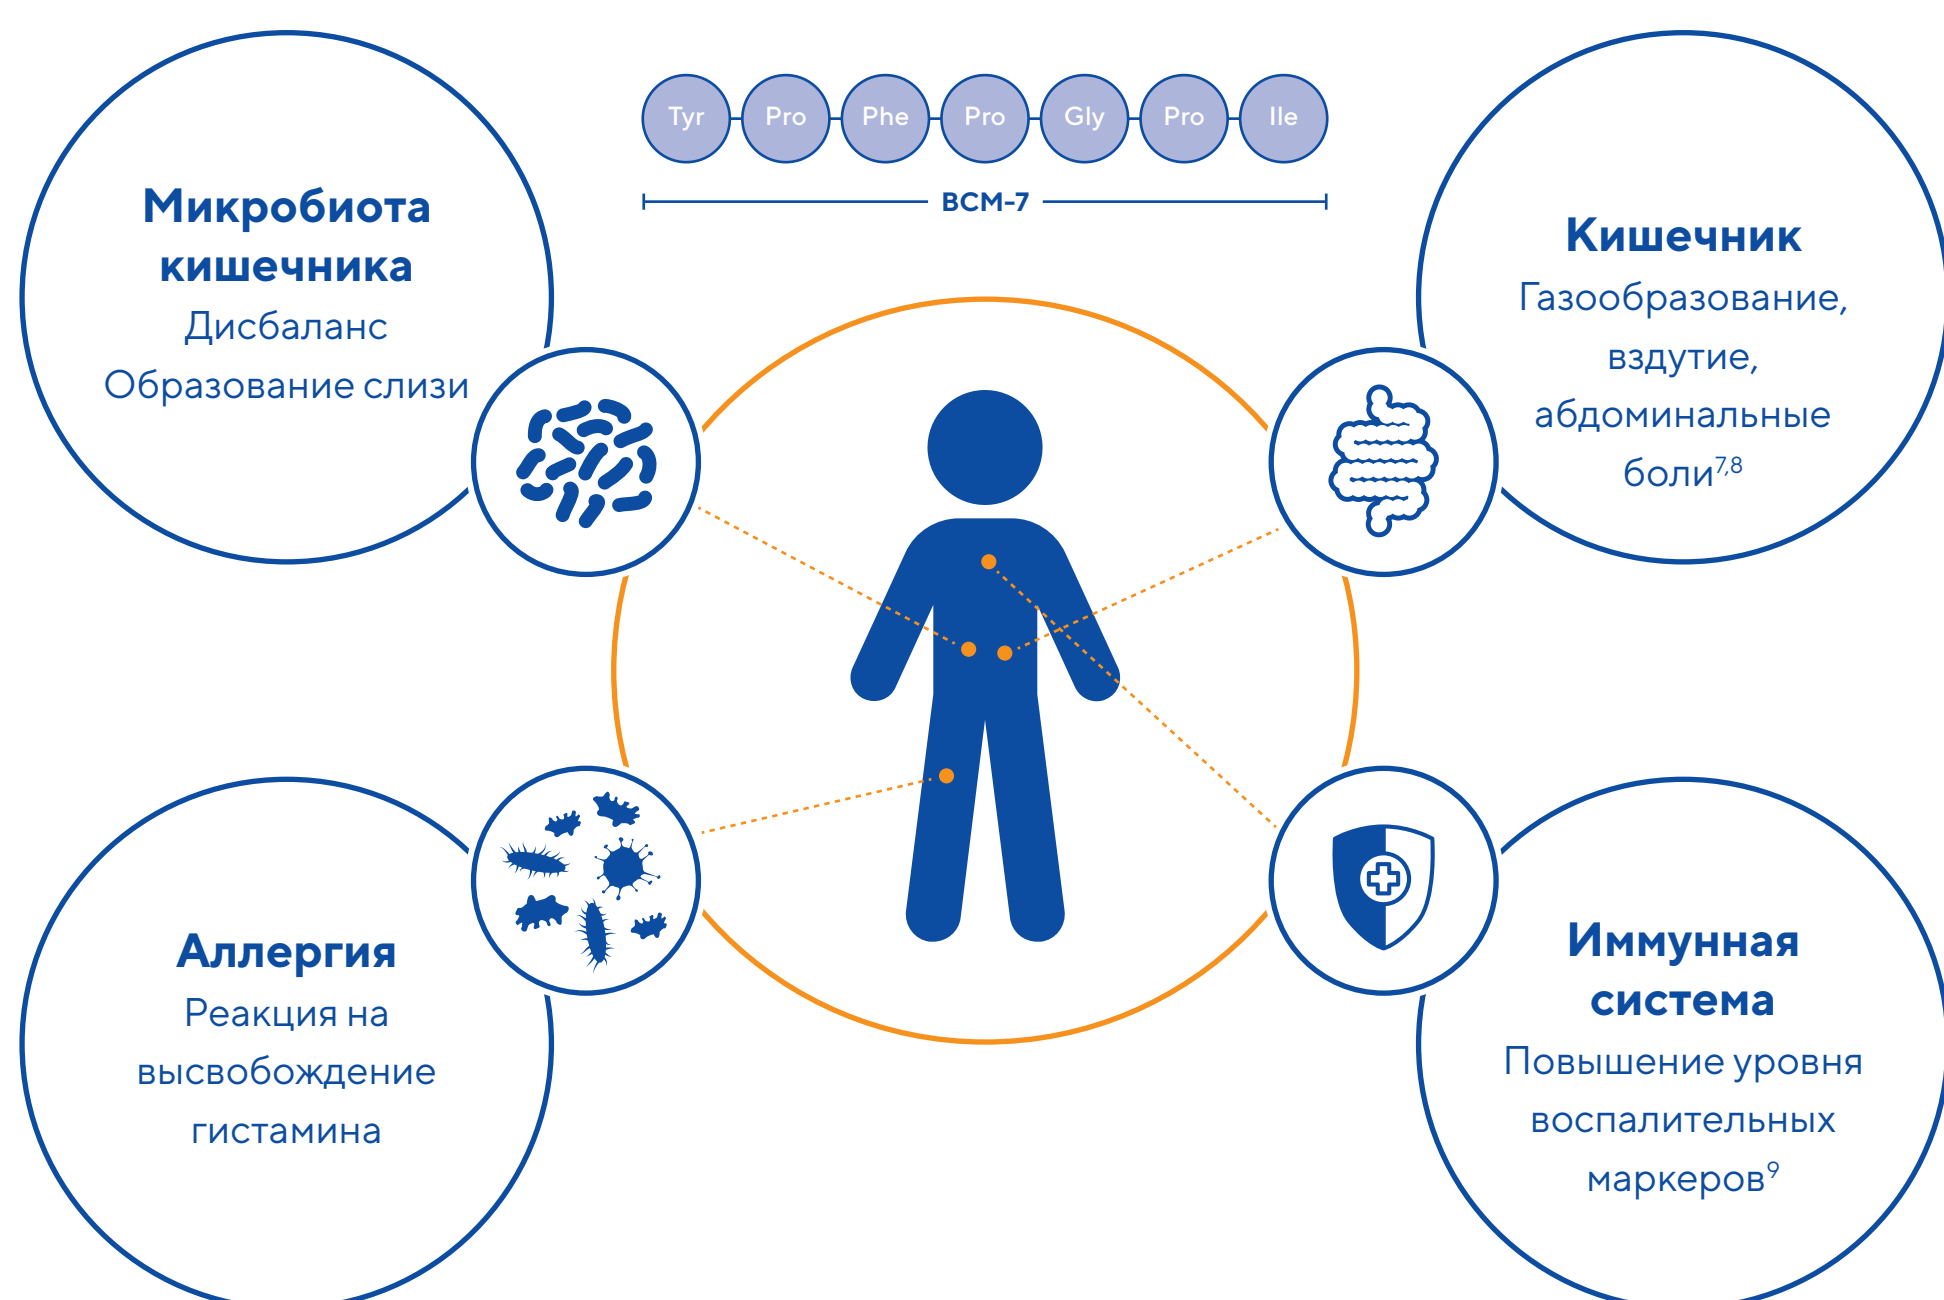 Tyr Pro Phe Pro Gly Pro Ile
BCM-7
Микробиота
кишечника
Дисбаланс
Образование слизи
Кишечник
Газообразование,
вздутие,
абдоминальные
боли7,8
Аллергия
Реакция на
высвобождение
гистамина
Иммунная
система
Повышение уровня
воспалительных
маркеров9